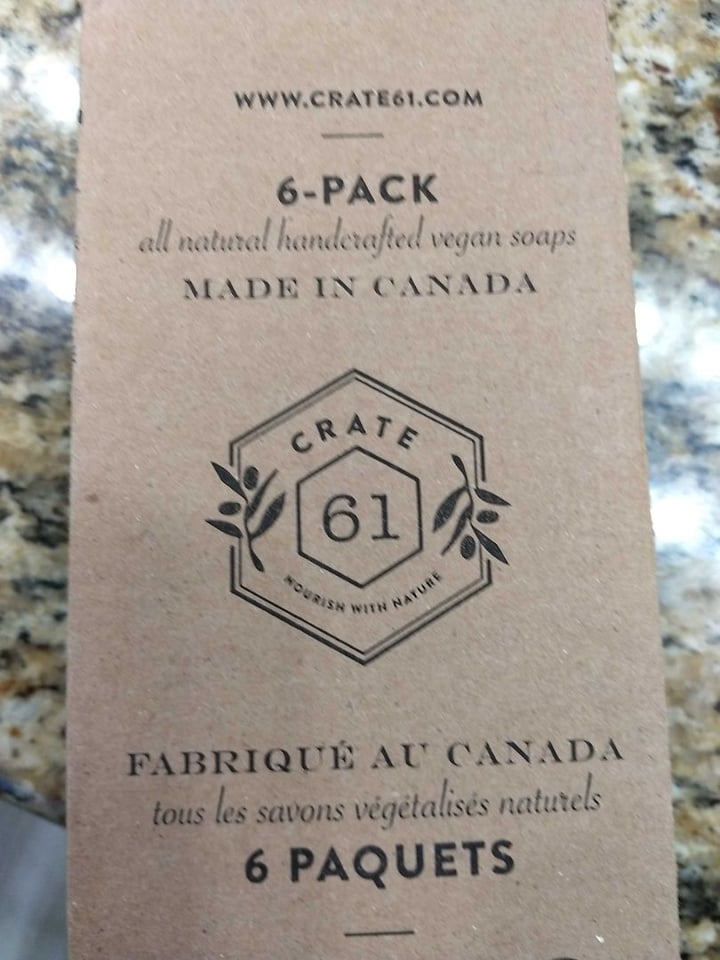 WWW.CRATE61.COM
6-PACK
all natural handcrafted vegan soaps
MADE IN CANADA
CRATE
61
NOURISH WITH NATURE
FABRIQUÉ AU CANADA
tous les savons végétalisés naturels
6 PAQUETS